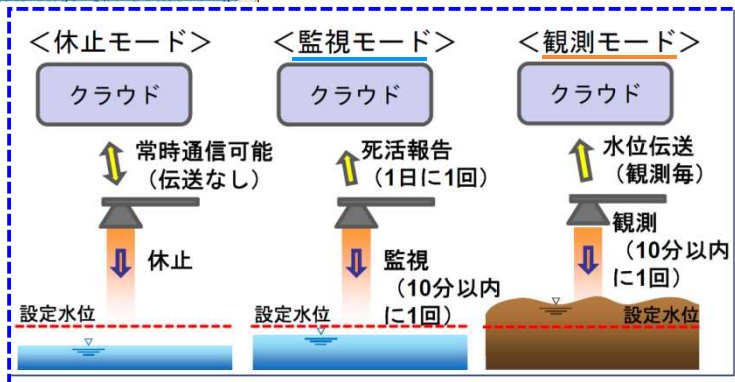 ＜休止モード＞
クラウド
常時通信可能
（伝送なし）
休止
設定水位
＜監視モード＞
クラウド
死活報告
（1日に1回）
監視
（10分以内
に1回）
設定水位
＜観測モード＞
クラウド
水位伝送
（観測毎）
観測
（10分以内
に1回）
設定水位